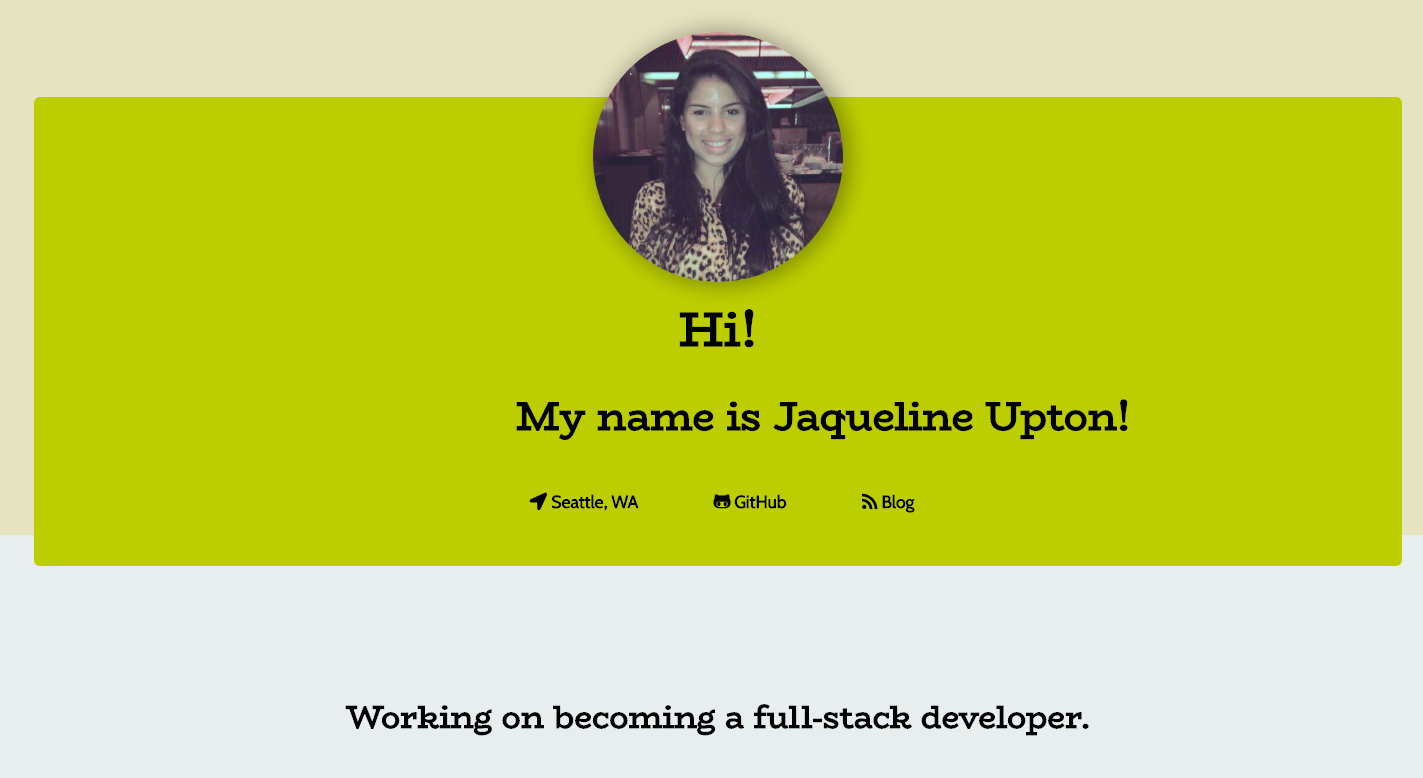 Hi!
My name is Jaqueline Upton!
Seattle, WA GitHub Blog
Working on becoming a full-stack developer.